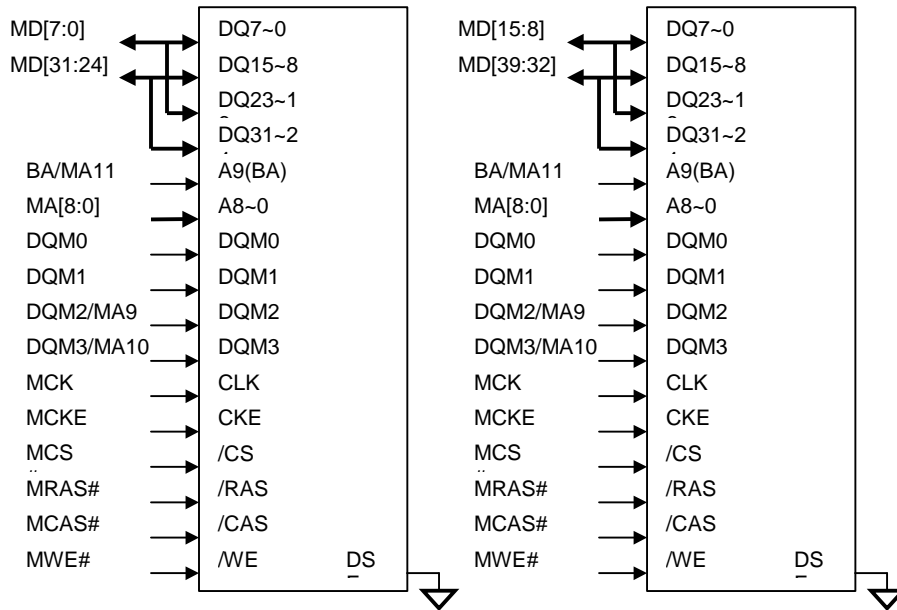 MD[7:0] DQ7~0
MD[31:24] DQ15~8
DQ23~1
DQ31~2
BA/MA11 A9(BA)
MA[8:0] A8~0
DQM0 DQM0
DQM1 DQM1
DQM2/MA9 DQM2
DQM3/MA10 DQM3
MCK CLK
MCKE CKE
MCS /CS
MRAS# /RAS
MCAS# /CAS
MWE# /WE DS
MD[15:8] DQ7~0
MD[39:32] DQ15~8
DQ23~1
DQ31~2
BA/MA11 A9(BA)
MA[8:0] A8~0
DQM0 DQM0
DQM1 DQM1
DQM2/MA9 DQM2
DQM3/MA10 DQM3
MCK CLK
MCKE CKE
MCS /CS
MRAS# /RAS
MCAS# /CAS
MWE# /WE DS